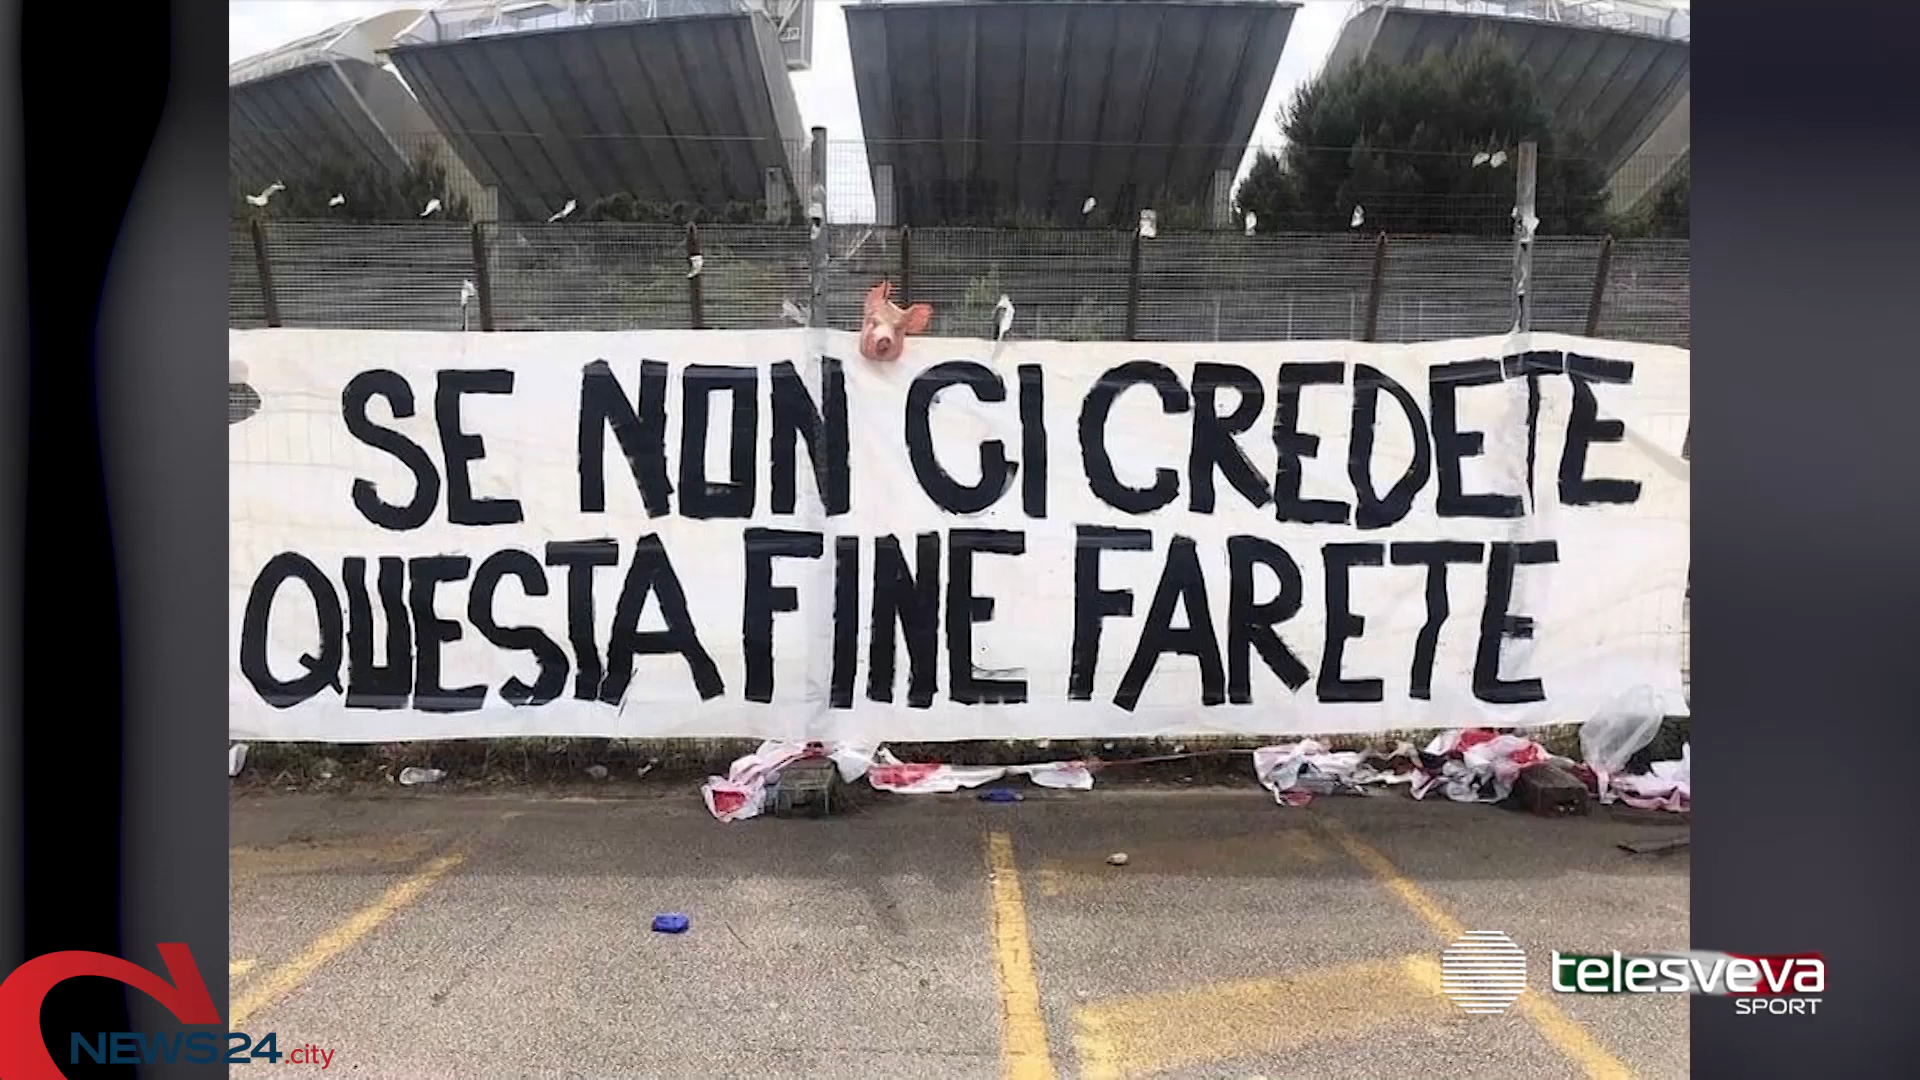 SE NON CI CREDETE
QUESTA FINE FARETE
telesveva
SPORT
NEWS24.city